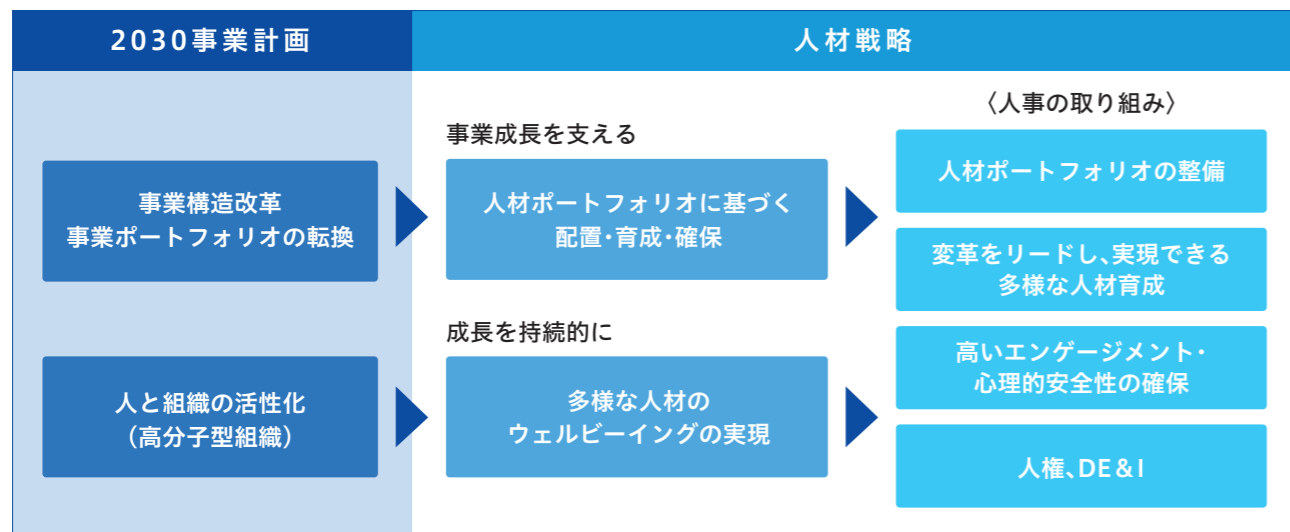 2030事業計画
人材戦略
事業構造改革
事業ポートフォリオの転換
人と組織の活性化
（高分子型組織）
事業成長を支える
人材ポートフォリオに基づく
配置・育成・確保
成長を持続的に
多様な人材の
ウェルビーイングの実現
〈人事の取り組み〉
人材ポートフォリオの整備
変革をリードし、実現できる
多様な人材育成
高いエンゲージメント・
心理的安全性の確保
人権、DE＆I